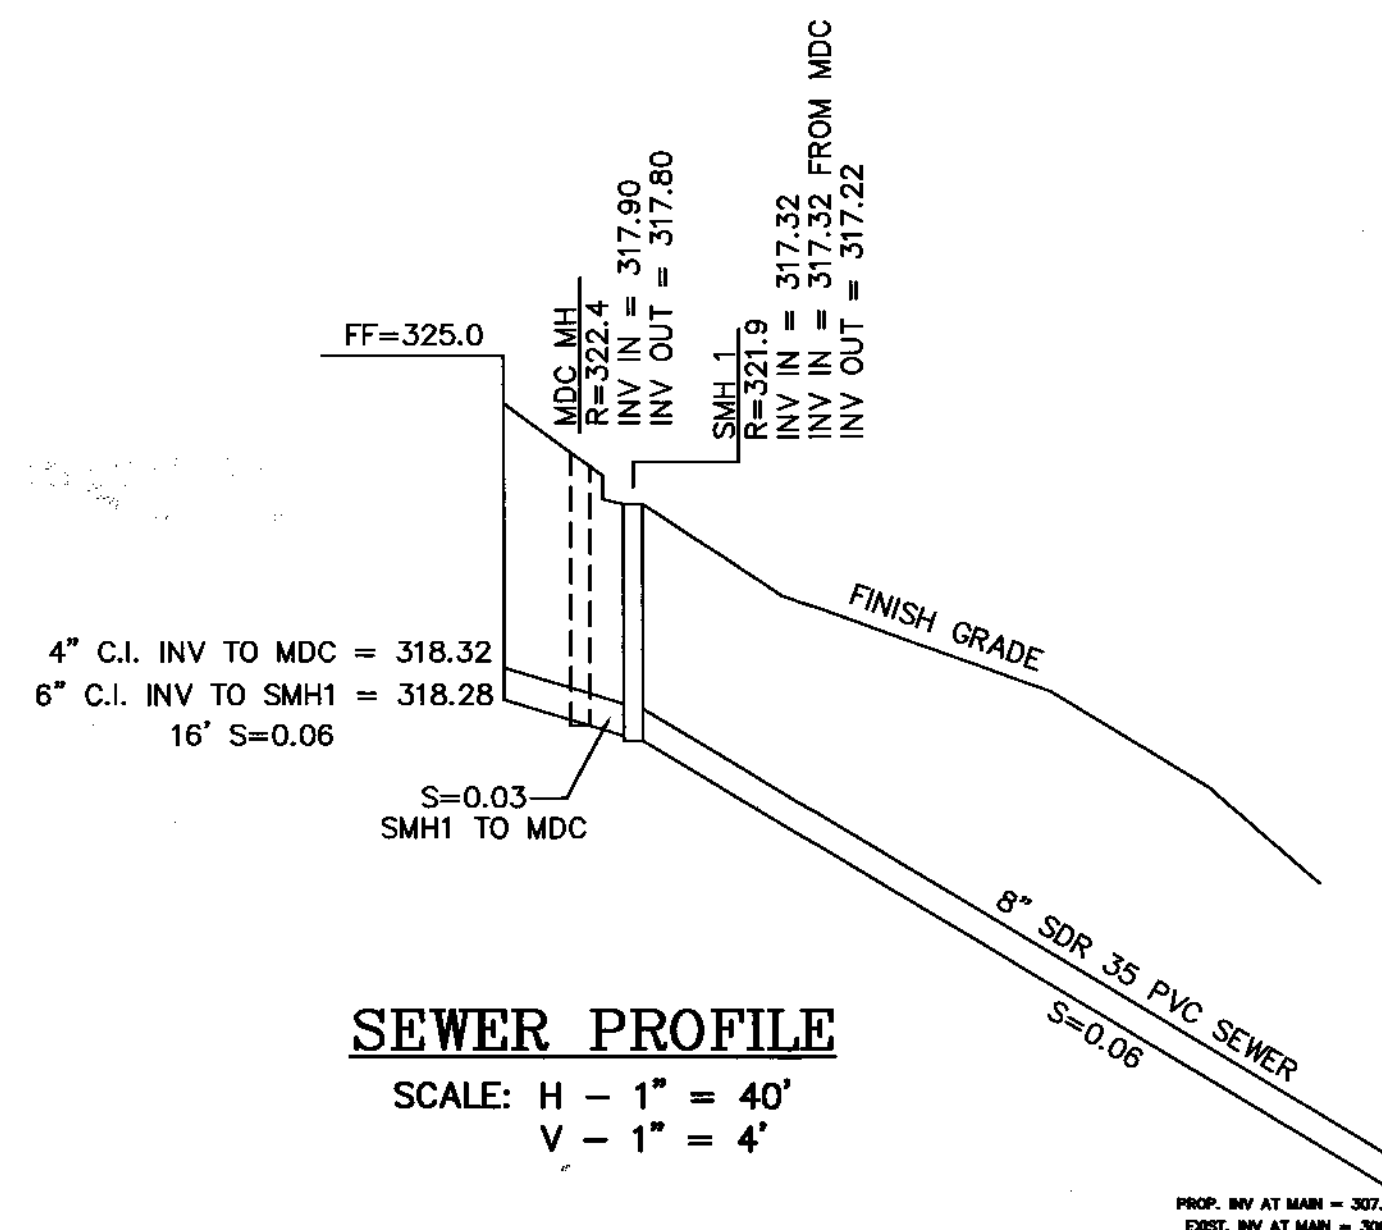 MDC MH
R=322.4
INV IN = 317.90
INV OUT = 317.80
SMH 1
R=321.9
INV IN = 317.32
INV IN = 317.32 FROM MDC
INV OUT = 317.22
FF=325.0
FINISH GRADE
4" C.I. INV TO MDC = 318.32
6" C.I. INV TO SMH1 = 318.28
16' S=0.06
S=0.03
SMH1 TO MDC
8" SDR 35 PVC SEWER
S=0.06
SEWER PROFILE
SCALE: H - 1" = 40'
V - 1" = 4'
PROP. INV AT MAIN = 307.
EXIST. INV AT MAIN =